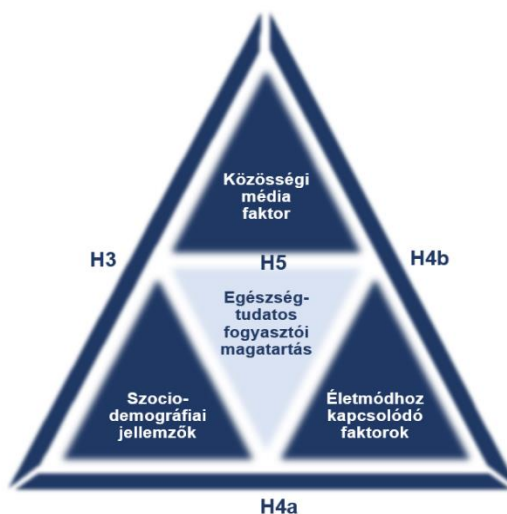 Közösségi
média
faktor
H3
H5
H4b
Egészség-
tudatos
fogyasztói
magatartás
Szocio-
demográfiai
jellemzők
Életmódhoz
kapcsolódó
faktorok
H4a